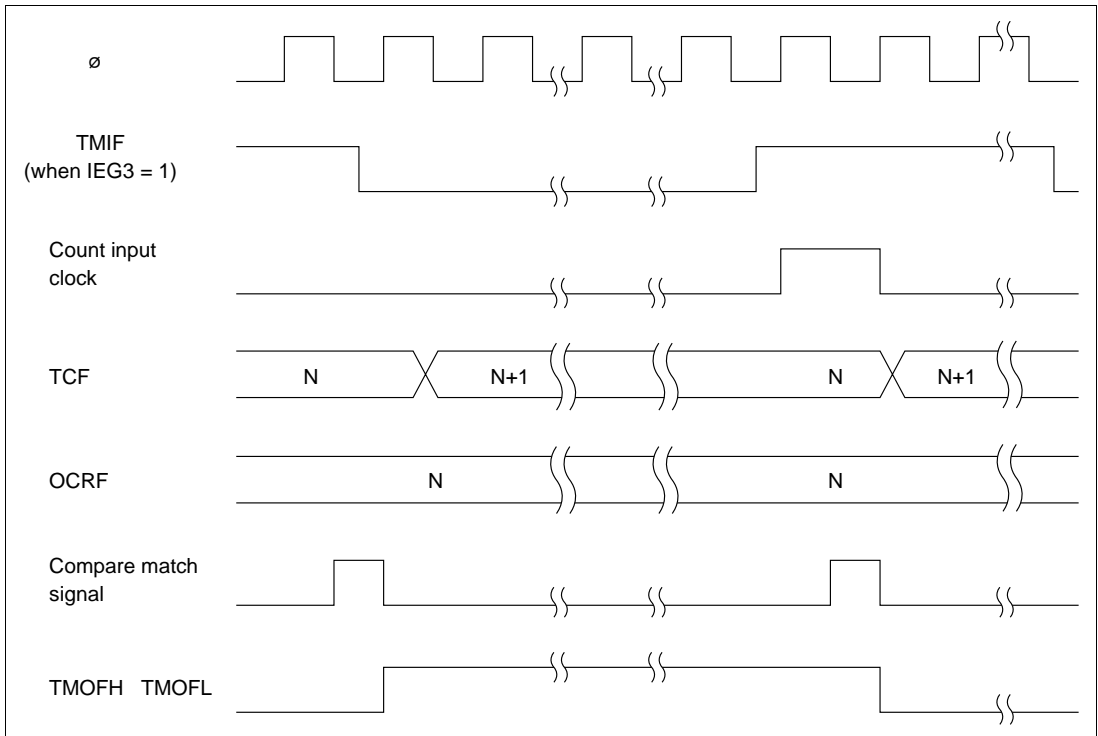 ø
TMIF
(when IEG3 = 1)
Count input
clock
TCF N N+1 N N+1
OCRF N N
Compare match
signal
TMOFH TMOFL